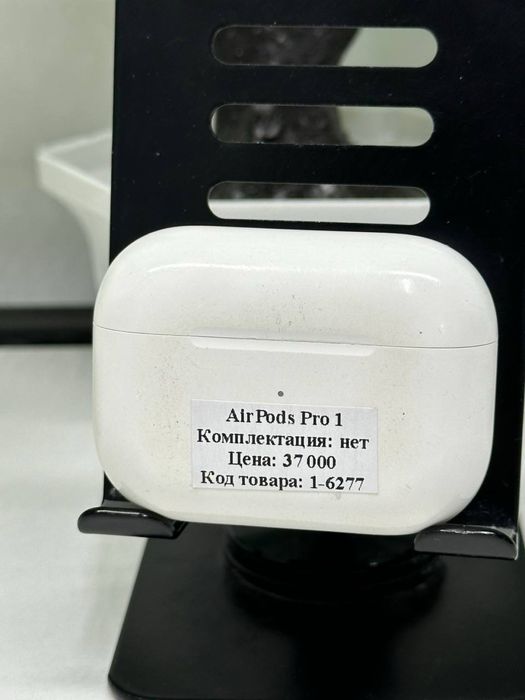 AirPods Pro 1
Комплектация: нет
Цена: 37 000
Код товара: 1-6277